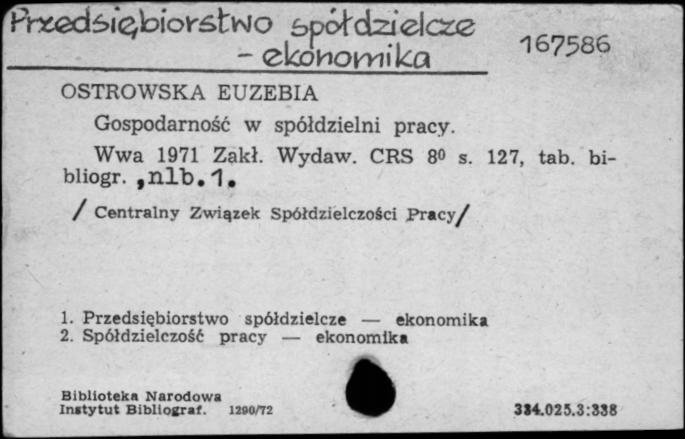 Przedsiębiorstwo spółdzielcze
- ekonomika
167586
OSTROWSKA EUZEBIA
Gospodarność w spółdzielni pracy.
Wwa 1971 Zakł. Wydaw. CRS 8⁰ s. 127, tab. bi-
bliogr. ,nlb.1.
/ Centralny Związek Spółdzielczości Pracy/
1. Przedsiębiorstwo spółdzielcze — ekonomika
2. Spółdzielczość pracy — ekonomika
Biblioteka Narodowa
Instytut Bibliograf. 1290/72
334.025.3:338